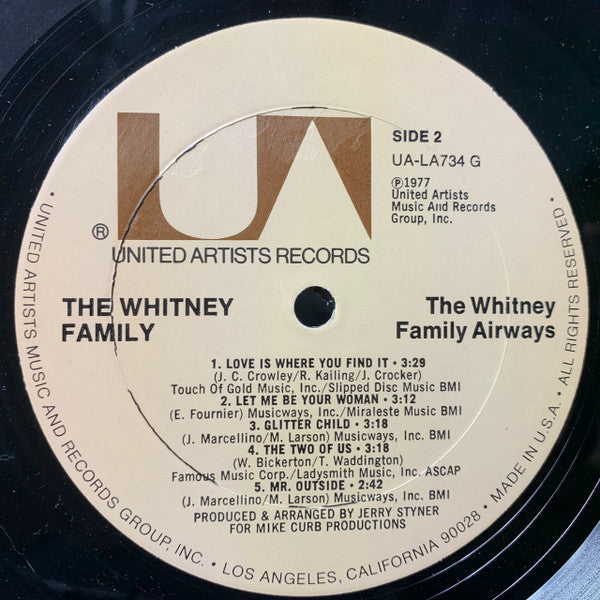 UA
SIDE 2
UA-LA734 G
℗1977
United Artists
Music And Records
Group, Inc.
®
UNITED ARTISTS RECORDS
THE WHITNEY
FAMILY
The Whitney
Family Airways
1. LOVE IS WHERE YOU FIND IT • 3:29
(J. C. Crowley/R. Kailing/J. Crocker)
Touch Of Gold Music, Inc./Slipped Disc Music BMI
2. LET ME BE YOUR WOMAN • 3:12
(E. Fournier) Musicways, Inc./Miraleste Music BMI
3. GLITTER CHILD • 3:18
(J. Marcellino/M. Larson) Musicways, Inc. BMI
4. THE TWO OF US • 3:18
(W. Bickerton/T. Waddington)
Famous Music Corp./Ladysmith Music, Inc. ASCAP
5. MR. OUTSIDE • 2:42
(J. Marcellino/M. Larson) Musicways, Inc. BMI
PRODUCED & ARRANGED BY JERRY STYNER
FOR MIKE CURB PRODUCTIONS
• UNITED ARTISTS MUSIC AND RECORDS GROUP, INC. • LOS ANGELES, CALIFORNIA 90028 • MADE IN U.S.A. • ALL RIGHTS RESERVED •